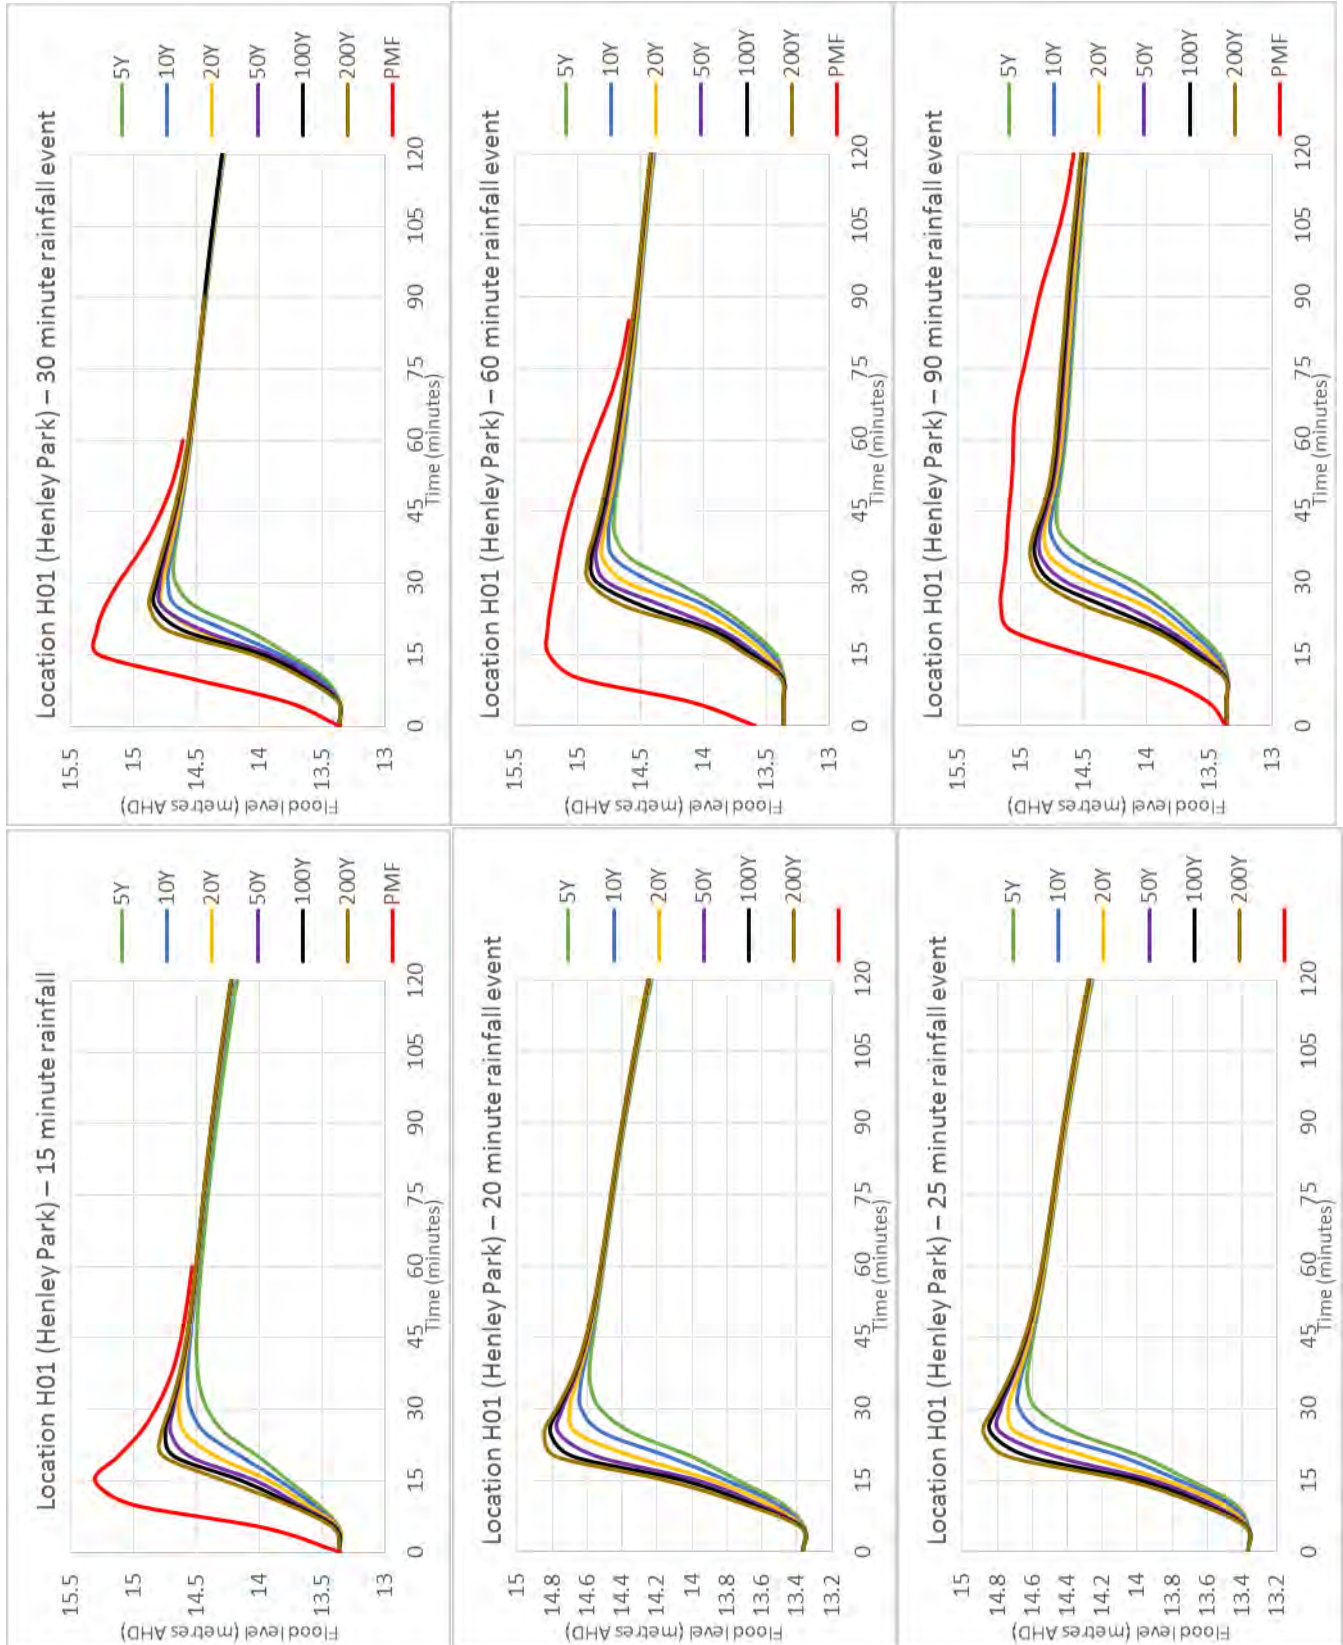 Location H01 (Henley Park) – 15 minute rainfall
Flood level (metres AHD)
15.5
15
14.5
14
13.5
13
0 15 30 45 60 75 90 105 120
Time (minutes)
5Y
10Y
20Y
50Y
100Y
200Y
PMF
Location H01 (Henley Park) – 30 minute rainfall event
Flood level (metres AHD)
15.5
15
14.5
14
13.5
13
0 15 30 45 60 75 90 105 120
Time (minutes)
5Y
10Y
20Y
50Y
100Y
200Y
PMF
Location H01 (Henley Park) – 20 minute rainfall event
Flood level (metres AHD)
15
14.8
14.6
14.4
14.2
14
13.8
13.6
13.4
13.2
0 15 30 45 60 75 90 105 120
Time (minutes)
5Y
10Y
20Y
50Y
100Y
200Y
Location H01 (Henley Park) – 60 minute rainfall event
Flood level (metres AHD)
15.5
15
14.5
14
13.5
13
0 15 30 45 60 75 90 105 120
Time (minutes)
5Y
10Y
20Y
50Y
100Y
200Y
PMF
Location H01 (Henley Park) – 25 minute rainfall event
Flood level (metres AHD)
15
14.8
14.6
14.4
14.2
14
13.8
13.6
13.4
13.2
0 15 30 45 60 75 90 105 120
Time (minutes)
5Y
10Y
20Y
50Y
100Y
200Y
Location H01 (Henley Park) – 90 minute rainfall event
Flood level (metres AHD)
15.5
15
14.5
14
13.5
13
0 15 30 45 60 75 90 105 120
Time (minutes)
5Y
10Y
20Y
50Y
100Y
200Y
PMF